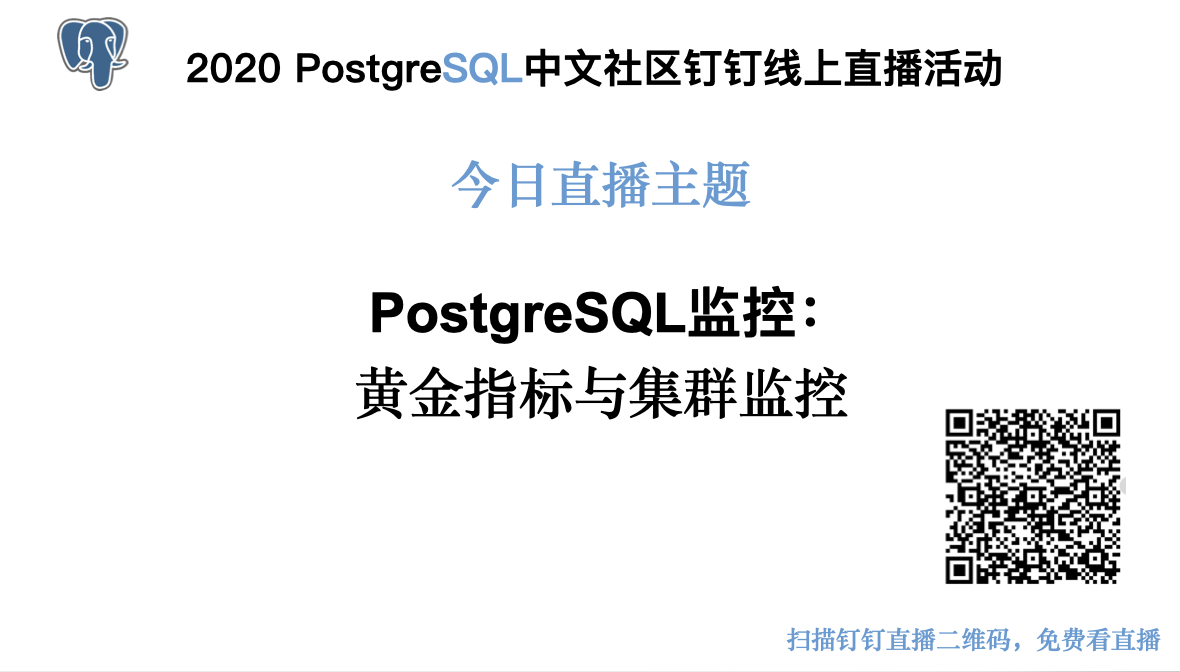 2020 PostgreSQL中文社区钉钉线上直播活动
今日直播主题
PostgreSQL监控：
黄金指标与集群监控
扫描钉钉直播二维码，免费看直播